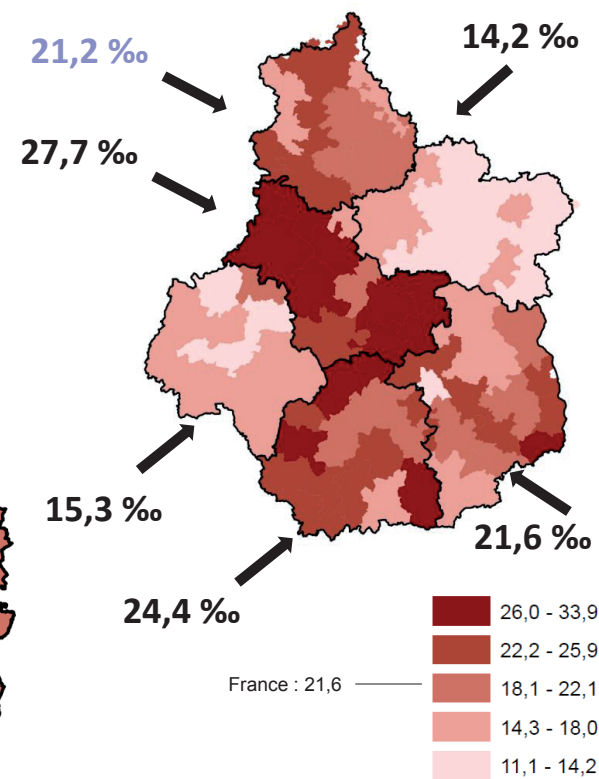 21,2 ‰
14,2 ‰
27,7 ‰
15,3 ‰
21,6 ‰
24,4 ‰
26,0 - 33,9
22,2 - 25,9
France : 21,6
18,1 - 22,1
14,3 - 18,0
11,1 - 14,2